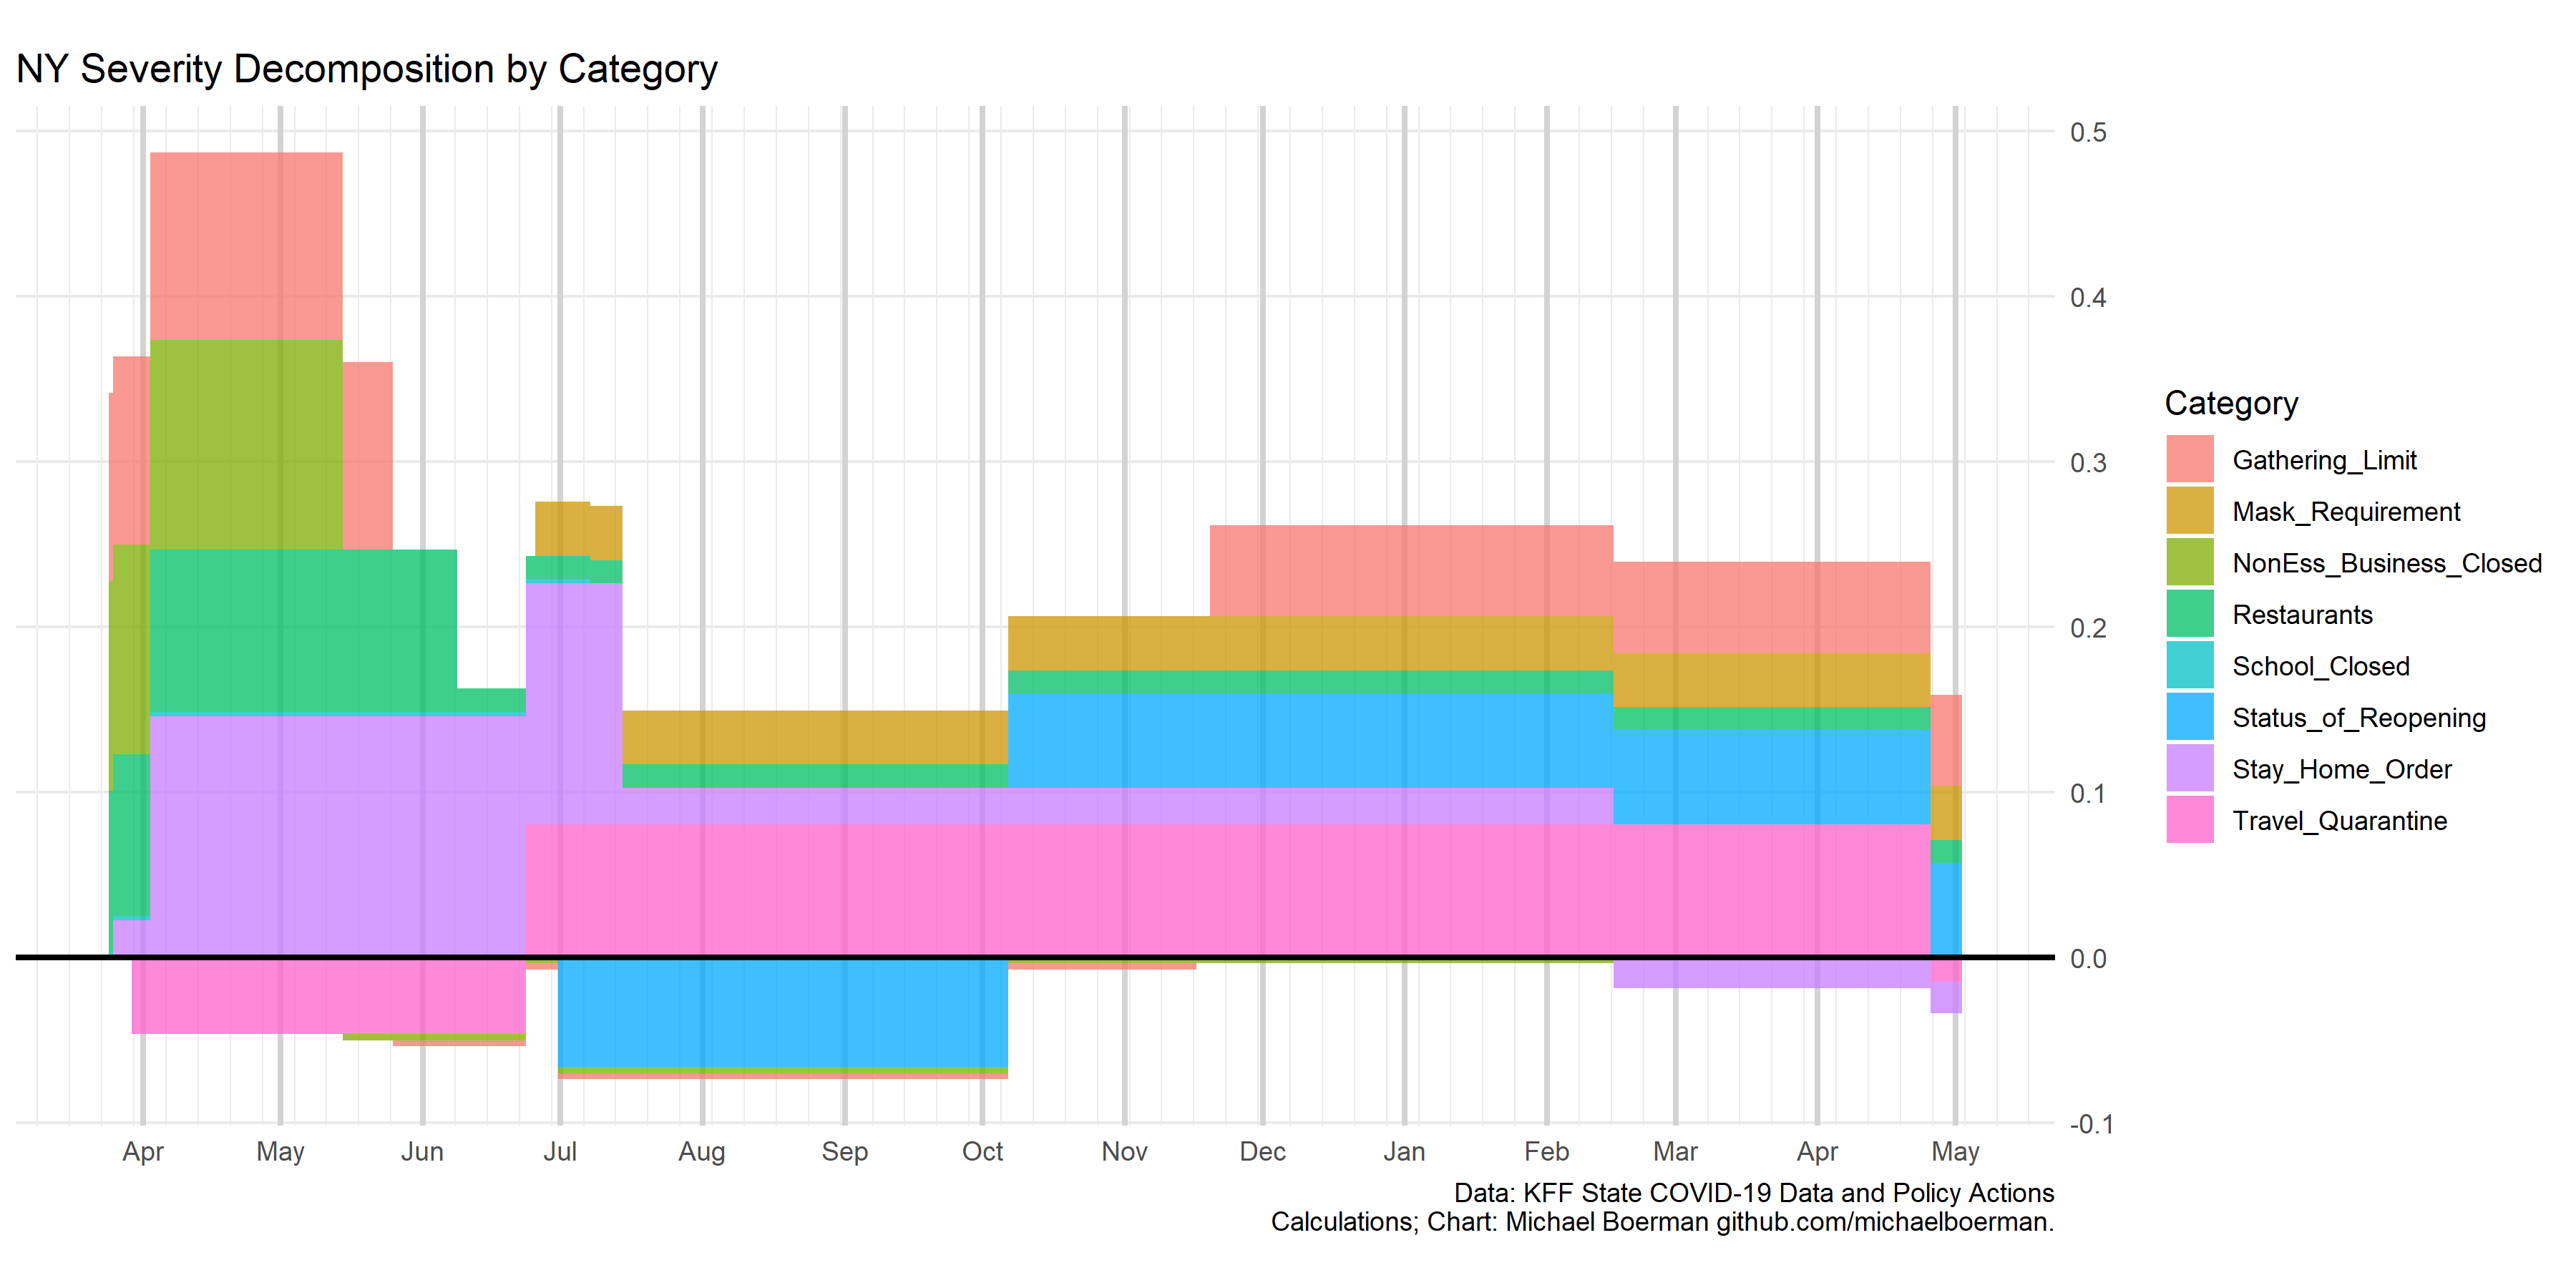 NY Severity Decomposition by Category
0.5
0.4
0.3
0.2
0.1
0.0
-0.1
Apr May Jun Jul Aug Sep Oct Nov Dec Jan Feb Mar Apr May
Data: KFF State COVID-19 Data and Policy Actions
Calculations; Chart: Michael Boerman github.com/michaelboerman.
Category
Gathering_Limit
Mask_Requirement
NonEss_Business_Closed
Restaurants
School_Closed
Status_of_Reopening
Stay_Home_Order
Travel_Quarantine